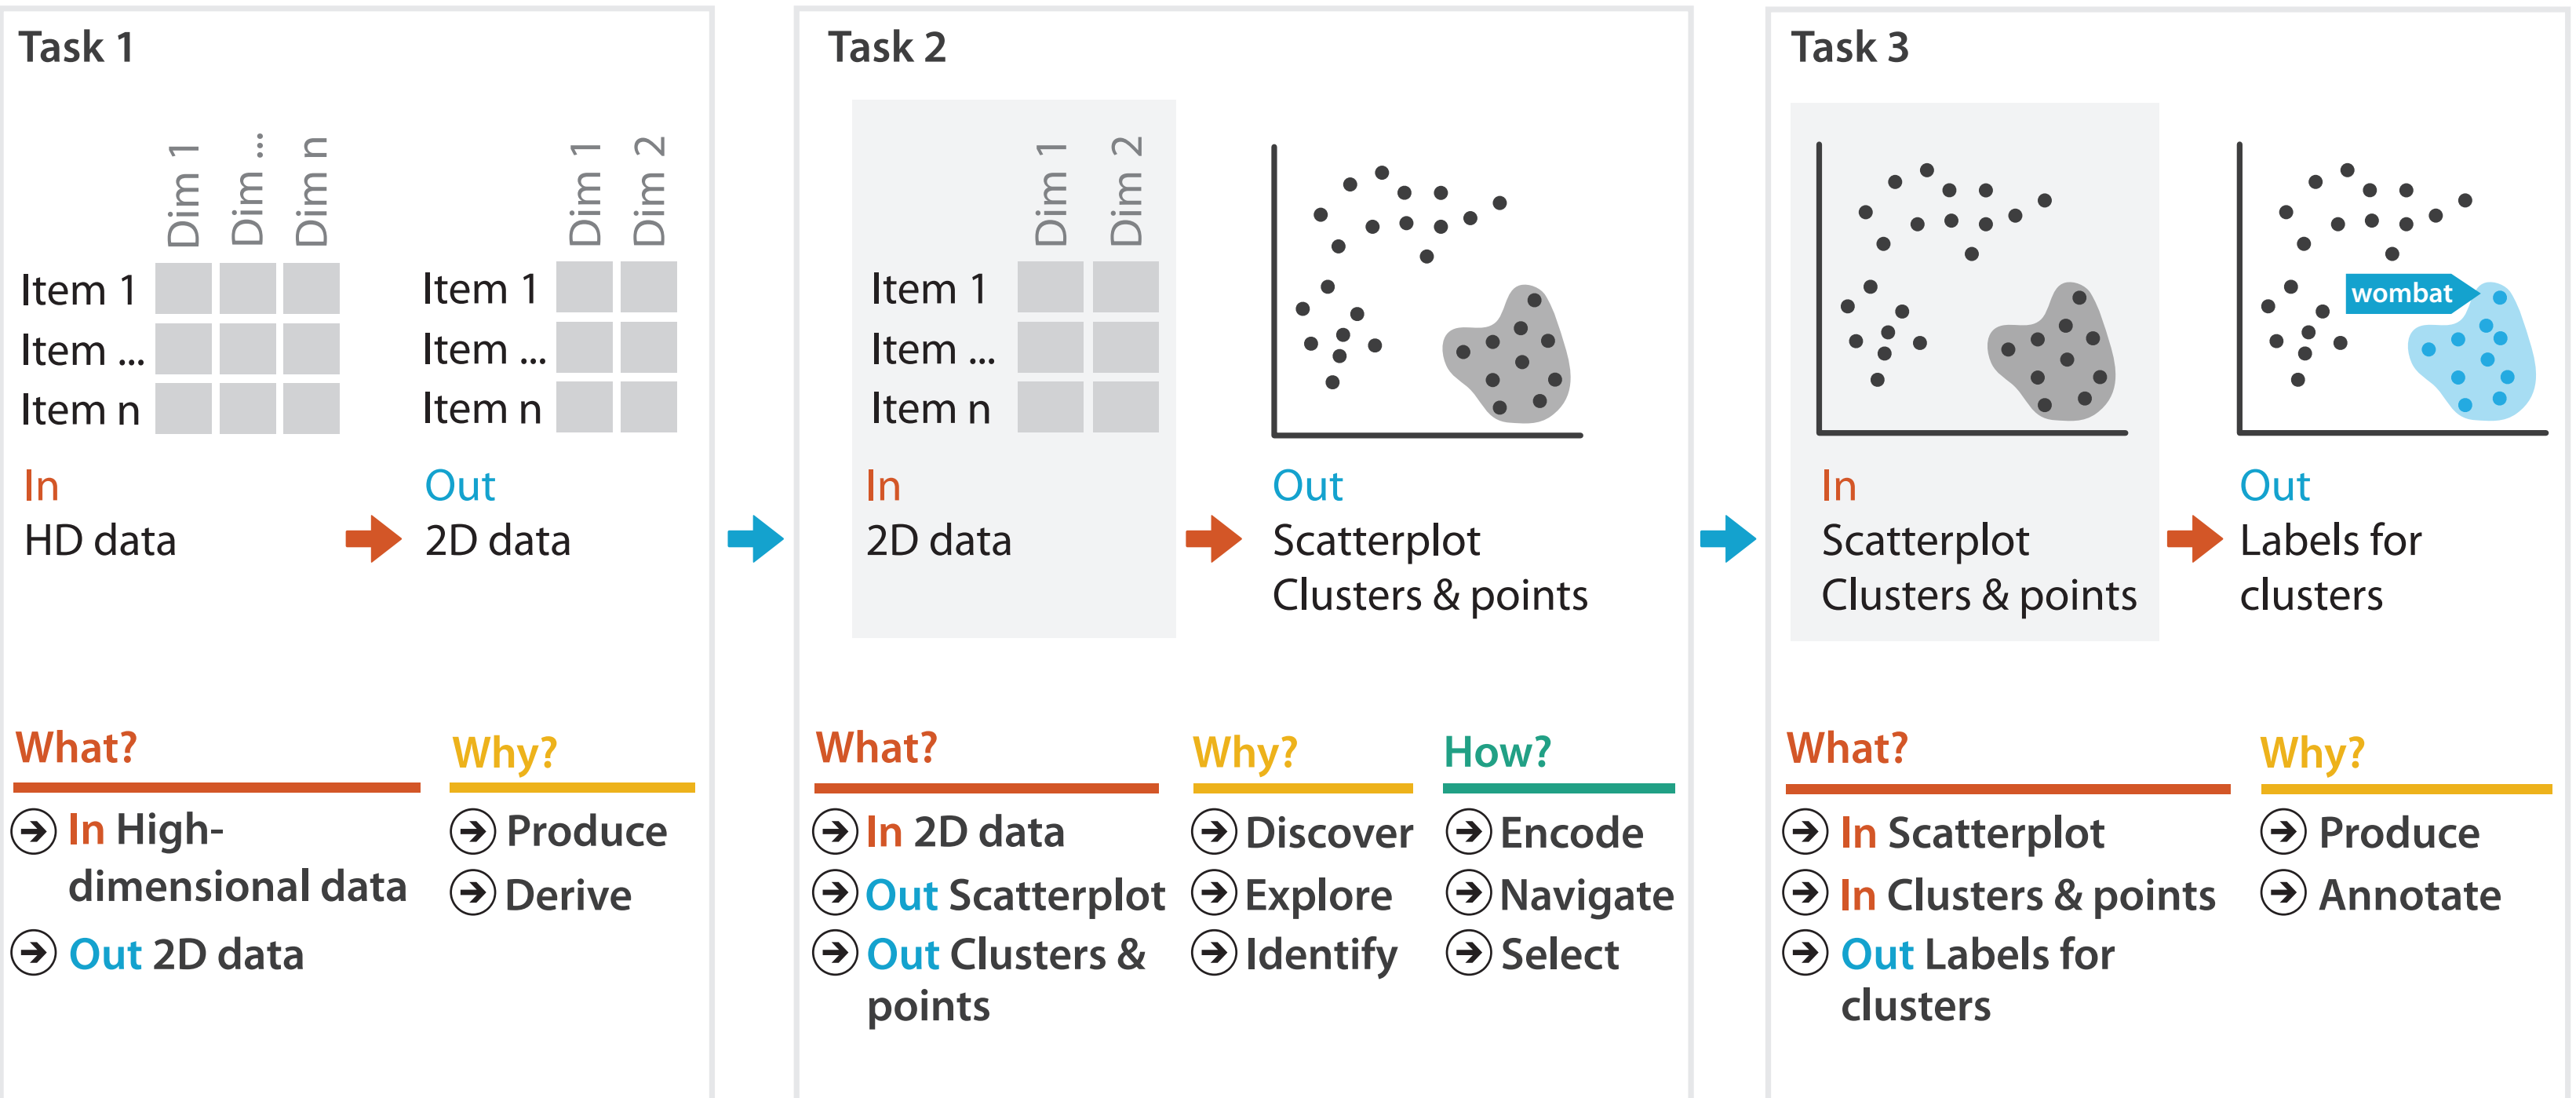 Task 1
Dim 1
Dim ...
Dim n
Item 1
Item ...
Item n
In
HD data
Dim 1
Dim 2
Item 1
Item ...
Item n
Out
2D data
What?
In High-
dimensional data
Out 2D data
Why?
Produce
Derive
Task 2
Dim 1
Dim 2
Item 1
Item ...
Item n
In
2D data
Out
Scatterplot
Clusters & points
What?
In 2D data
Out Scatterplot
Out Clusters &
points
Why?
Discover
Explore
Identify
How?
Encode
Navigate
Select
Task 3
In
Scatterplot
Clusters & points
wombat
Out
Labels for
clusters
What?
In Scatterplot
In Clusters & points
Out Labels for
clusters
Why?
Produce
Annotate